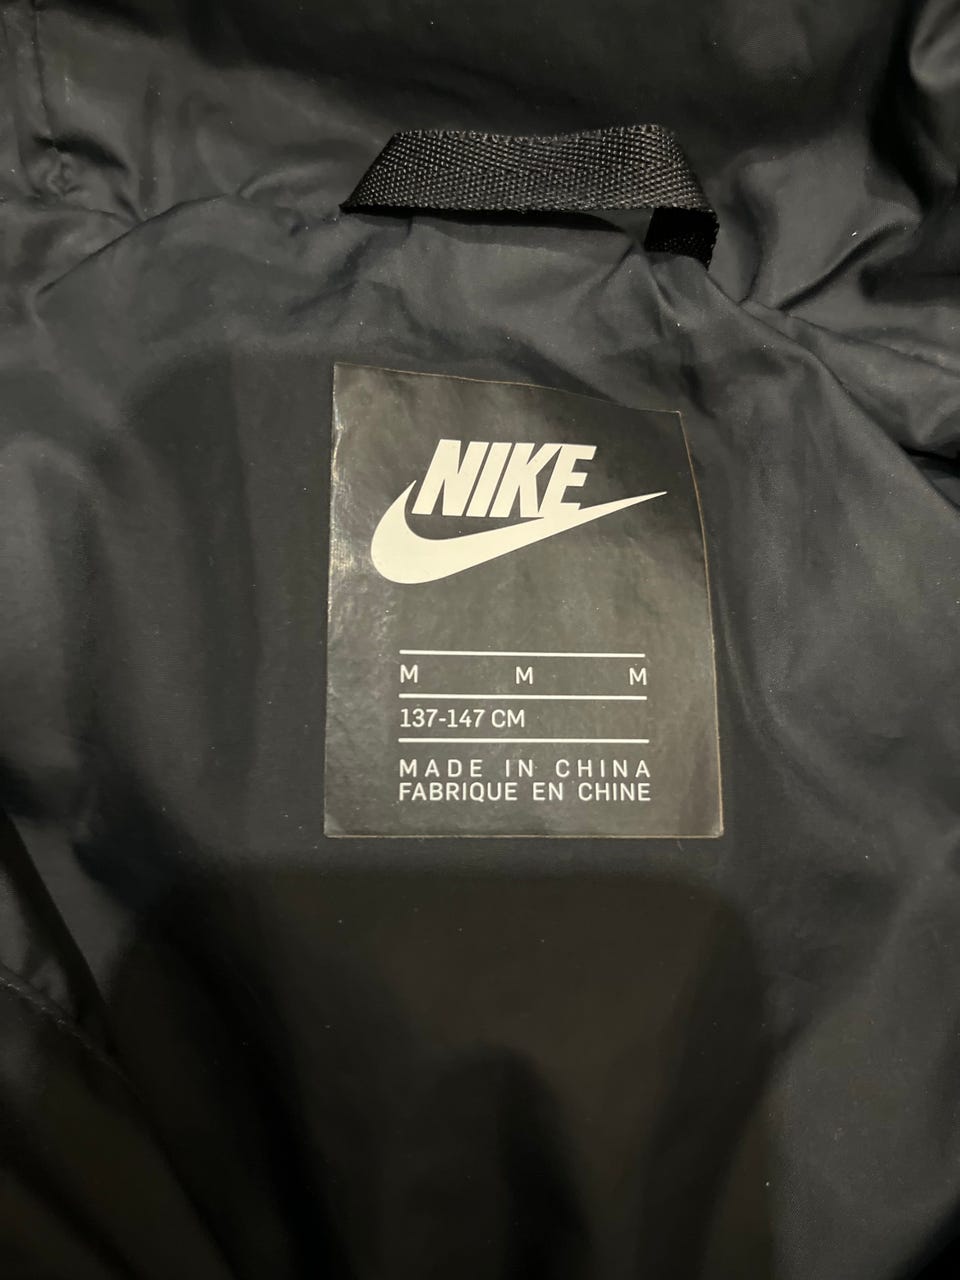 NIKE
M M M
137-147 CM
MADE IN CHINA
FABRIQUE EN CHINE